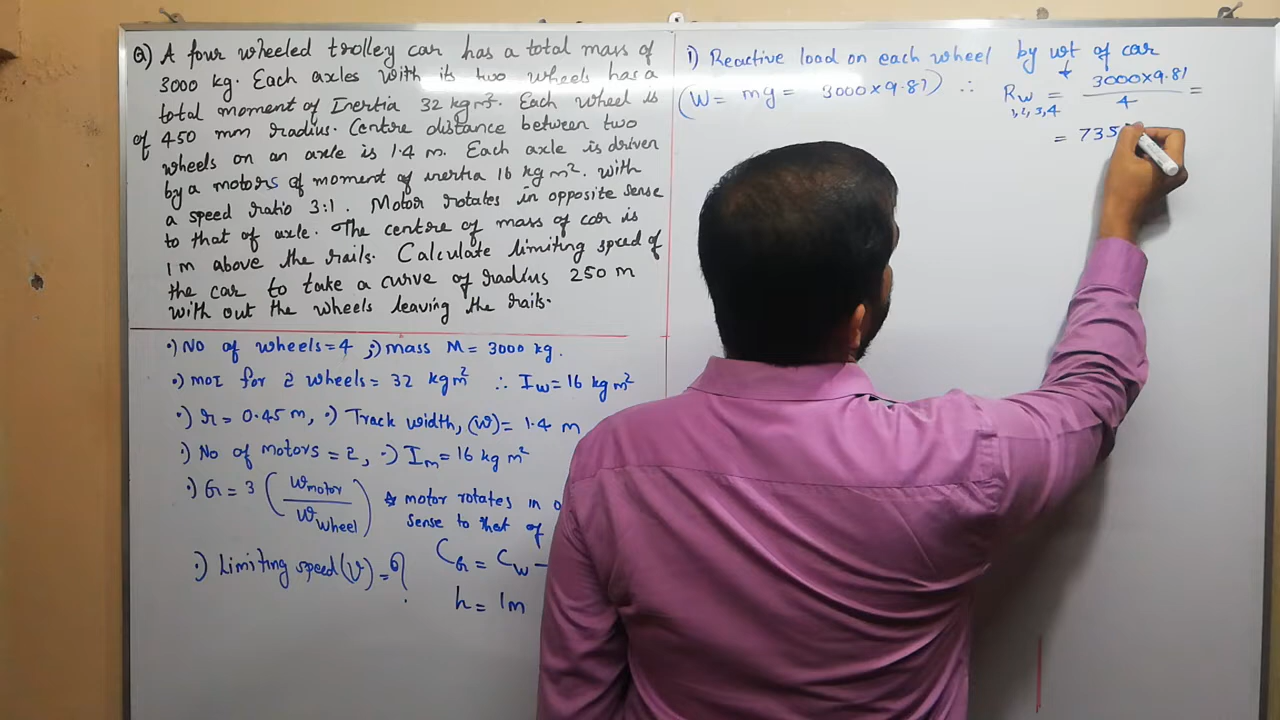 Q) A four wheeled trolley car has a total mass of
3000 kg. Each axles with its two wheels has a
total moment of Inertia 32 kgm². Each wheel is
of 450 mm radius. Centre distance between two
wheels on an axle is 1.4 m. Each axle is driven
by a motors of moment of inertia 16 kgm². with
a speed ratio 3:1. Motor rotates in opposite sense
to that of axle. The centre of mass of car is
1m above the rails. Calculate limiting speed of
the car to take a curve of radius 250 m
with out the wheels leaving the rails.
·) No of wheels=4 ;) mass M= 3000 kg.
·) MOI for 2 wheels= 32 kgm² ∴ Iw=16 kgm²
·) r= 0.45 m, ·) Track width, (w)= 1.4 m
·) No of motors = 2, ·) Im=16 kgm²
·) G= 3 (ωmotor/ωwheel) motor rotates in
sense to that of
·) Limiting speed(V)=? CG = Cw –
h= 1m
1) Reactive load on each wheel by wt of car
(W= mg= 3000×9.81) ∴ Rw 1,2,3,4 = 3000×9.81/4 =
= 735